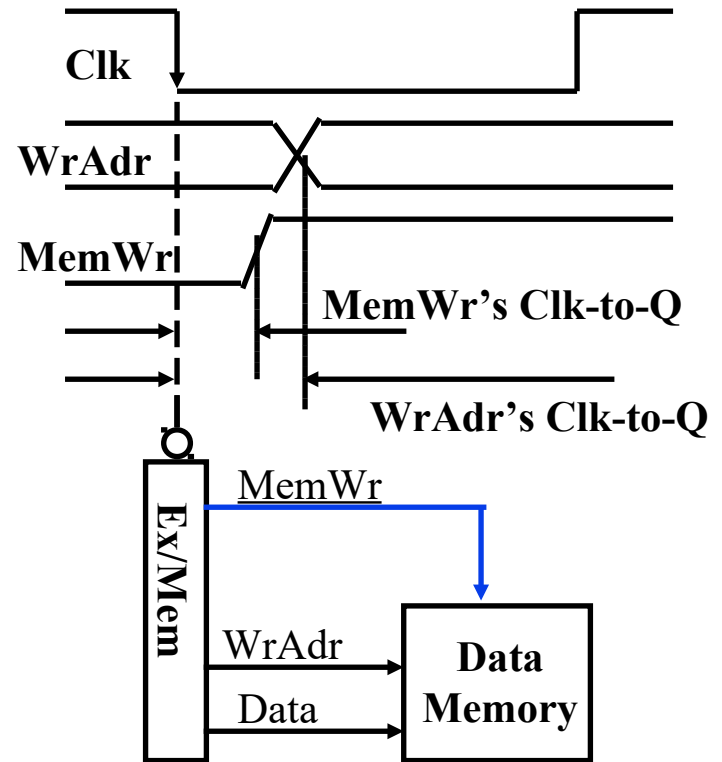 Clk
WrAdr
MemWr
MemWr’s Clk-to-Q
WrAdr’s Clk-to-Q
MemWr
Ex/Mem
WrAdr
Data
Data
Memory